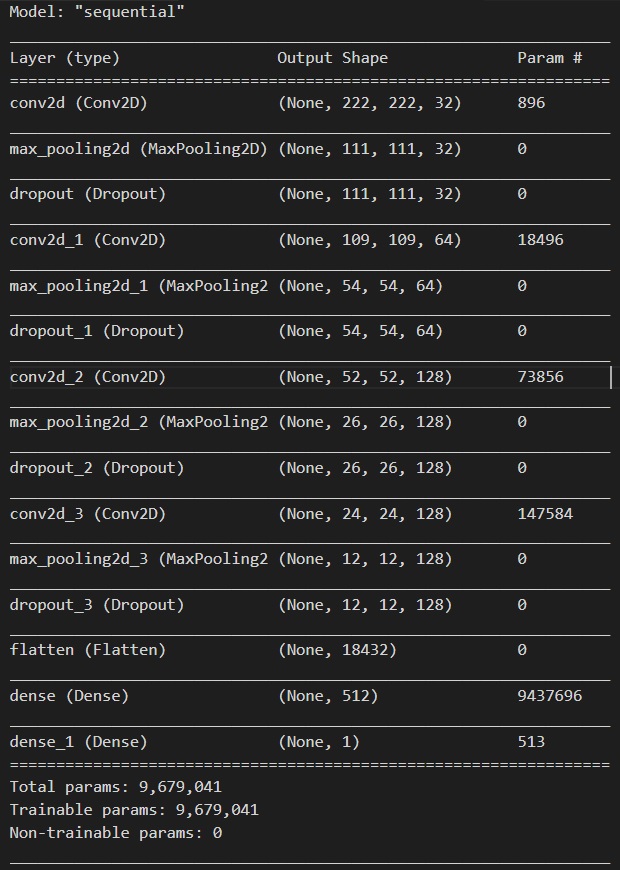 Model: "sequential"
Layer (type) Output Shape Param #
=================================================================
conv2d (Conv2D) (None, 222, 222, 32) 896
max_pooling2d (MaxPooling2D) (None, 111, 111, 32) 0
dropout (Dropout) (None, 111, 111, 32) 0
conv2d_1 (Conv2D) (None, 109, 109, 64) 18496
max_pooling2d_1 (MaxPooling2 (None, 54, 54, 64) 0
dropout_1 (Dropout) (None, 54, 54, 64) 0
conv2d_2 (Conv2D) (None, 52, 52, 128) 73856
max_pooling2d_2 (MaxPooling2 (None, 26, 26, 128) 0
dropout_2 (Dropout) (None, 26, 26, 128) 0
conv2d_3 (Conv2D) (None, 24, 24, 128) 147584
max_pooling2d_3 (MaxPooling2 (None, 12, 12, 128) 0
dropout_3 (Dropout) (None, 12, 12, 128) 0
flatten (Flatten) (None, 18432) 0
dense (Dense) (None, 512) 9437696
dense_1 (Dense) (None, 1) 513
=================================================================
Total params: 9,679,041
Trainable params: 9,679,041
Non-trainable params: 0